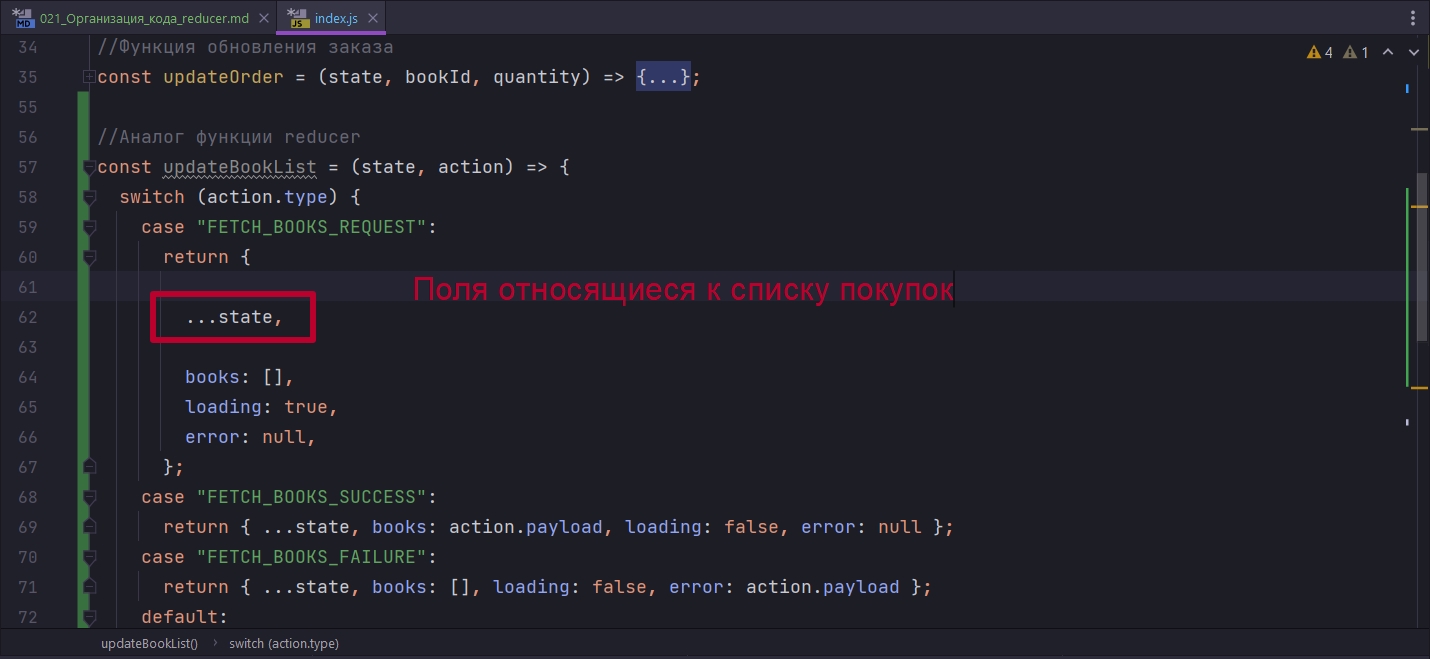 021_Организация_кода_reducer.md index.js
34 //Функция обновления заказа 4 1
35 const updateOrder = (state, bookId, quantity) => {...};
55
56 //Аналог функции reducer
57 const updateBookList = (state, action) => {
58 switch (action.type) {
59 case "FETCH_BOOKS_REQUEST":
60 return {
61 Поля относящиеся к списку покупок
62 ...state,
63
64 books: [],
65 loading: true,
66 error: null,
67 };
68 case "FETCH_BOOKS_SUCCESS":
69 return { ...state, books: action.payload, loading: false, error: null };
70 case "FETCH_BOOKS_FAILURE":
71 return { ...state, books: [], loading: false, error: action.payload };
72 default:
updateBookList() › switch (action.type)